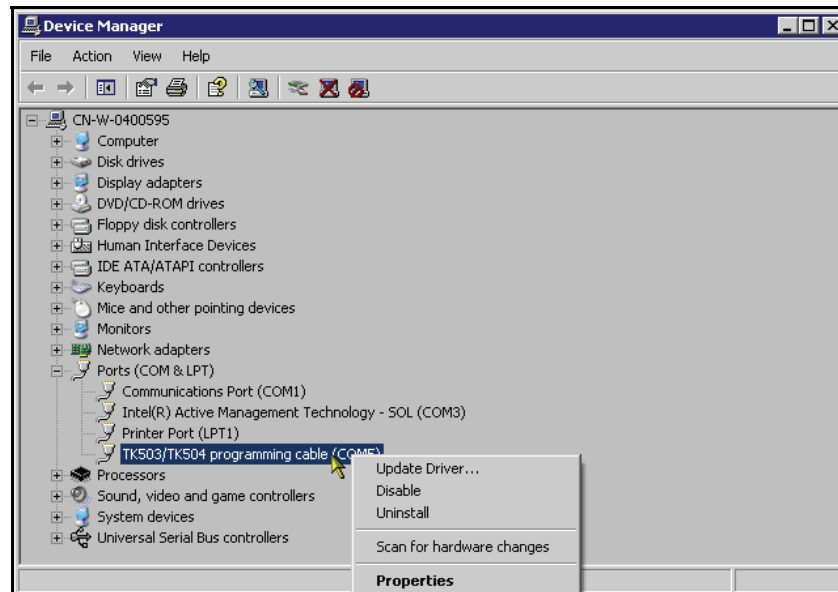 Device Manager
File Action View Help
CN-W-0400595
Computer
Disk drives
Display adapters
DVD/CD-ROM drives
Floppy disk controllers
Human Interface Devices
IDE ATA/ATAPI controllers
Keyboards
Mice and other pointing devices
Monitors
Network adapters
Ports (COM & LPT)
Communications Port (COM1)
Intel(R) Active Management Technology - SOL (COM3)
Printer Port (LPT1)
TK503/TK504 programming cable (COM5)
Processors
Sound, video and game controllers
System devices
Universal Serial Bus controllers
Update Driver...
Disable
Uninstall
Scan for hardware changes
Properties